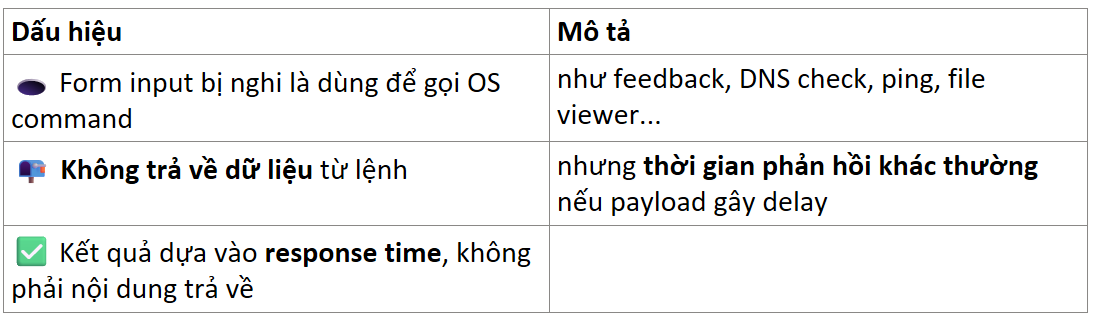 Dấu hiệu
Mô tả
🕳️ Form input bị nghi là dùng để gọi OS
command
như feedback, DNS check, ping, file
viewer...
📬 Không trả về dữ liệu từ lệnh
nhưng thời gian phản hồi khác thường
nếu payload gây delay
✅ Kết quả dựa vào response time, không
phải nội dung trả về